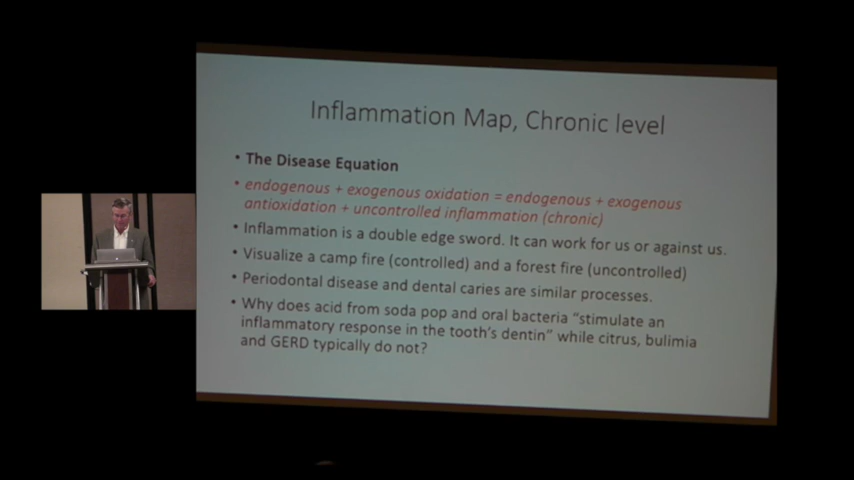 Inflammation Map, Chronic level
• The Disease Equation
• endogenous + exogenous oxidation = endogenous + exogenous
antioxidation + uncontrolled inflammation (chronic)
• Inflammation is a double edge sword. It can work for us or against us.
• Visualize a camp fire (controlled) and a forest fire (uncontrolled)
• Periodontal disease and dental caries are similar processes.
• Why does acid from soda pop and oral bacteria “stimulate an
inflammatory response in the tooth’s dentin” while citrus, bulimia
and GERD typically do not?